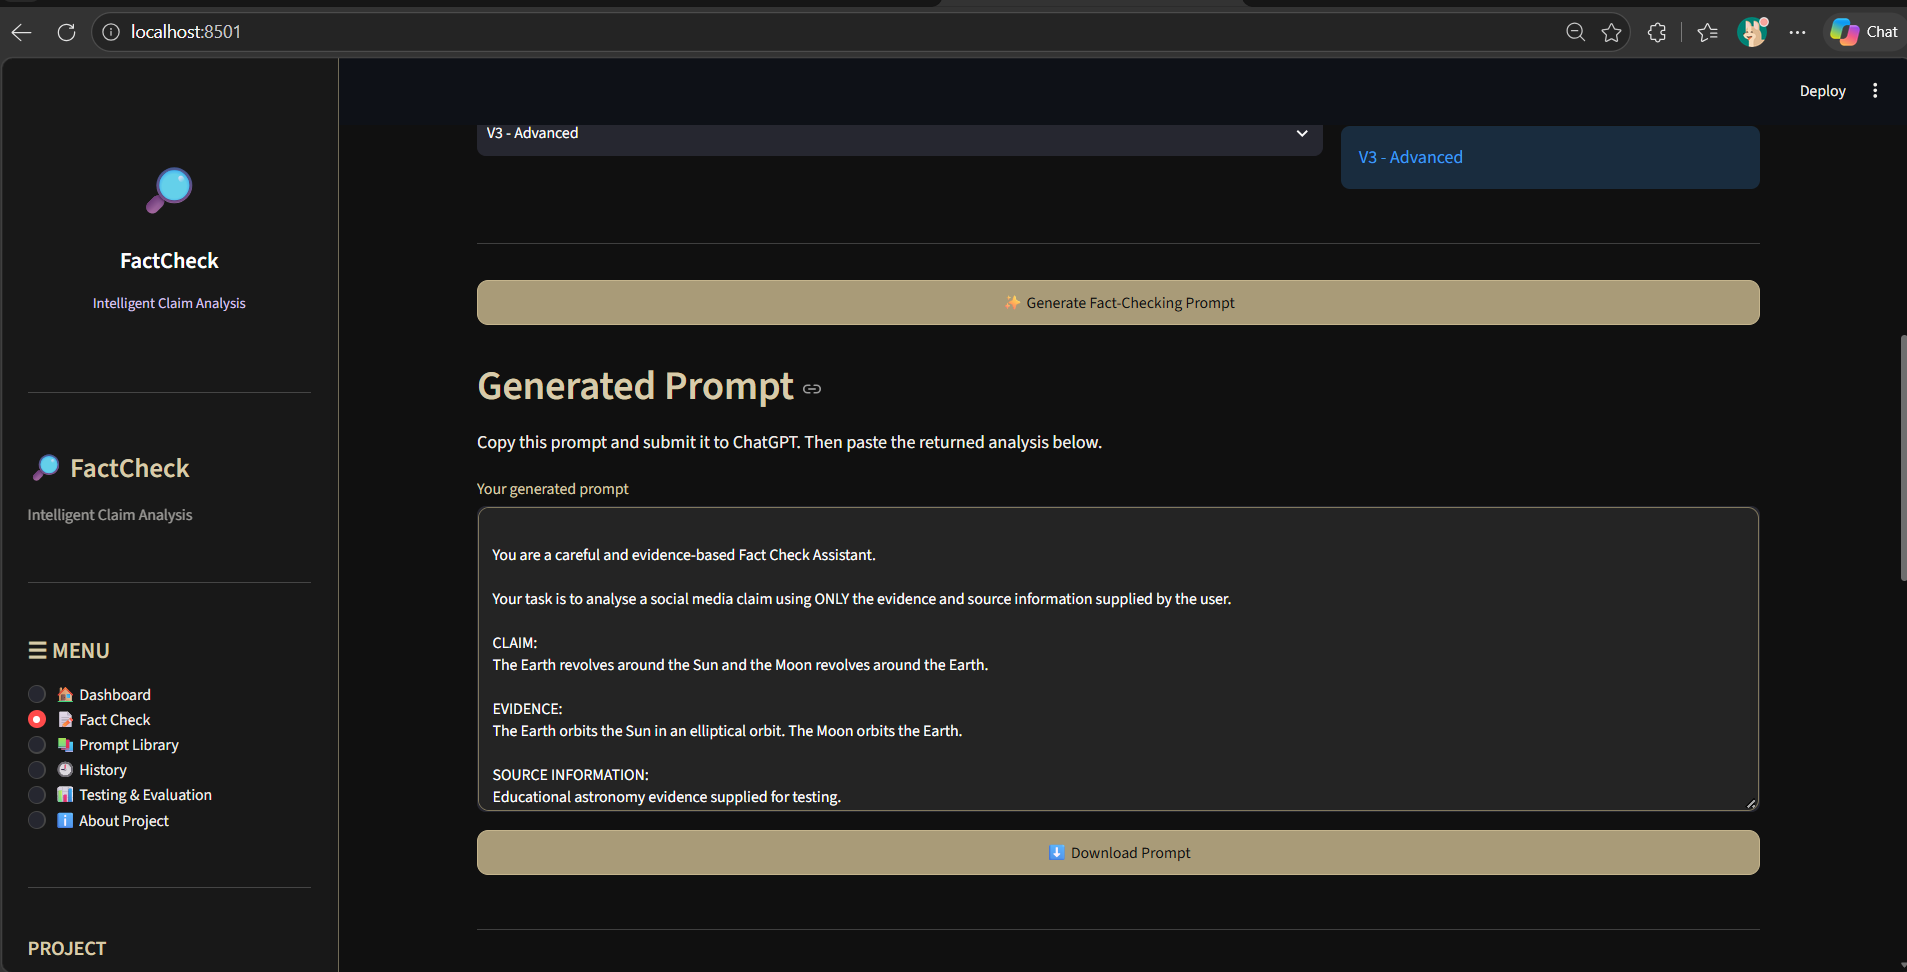 localhost:8501
Chat
FactCheck
Intelligent Claim Analysis
FactCheck
Intelligent Claim Analysis
MENU
Dashboard
Fact Check
Prompt Library
History
Testing & Evaluation
About Project
PROJECT
Deploy
V3 - Advanced
V3 - Advanced
Generate Fact-Checking Prompt
Generated Prompt
Copy this prompt and submit it to ChatGPT. Then paste the returned analysis below.
Your generated prompt
You are a careful and evidence-based Fact Check Assistant.
Your task is to analyse a social media claim using ONLY the evidence and source information supplied by the user.
CLAIM:
The Earth revolves around the Sun and the Moon revolves around the Earth.
EVIDENCE:
The Earth orbits the Sun in an elliptical orbit. The Moon orbits the Earth.
SOURCE INFORMATION:
Educational astronomy evidence supplied for testing.
Download Prompt